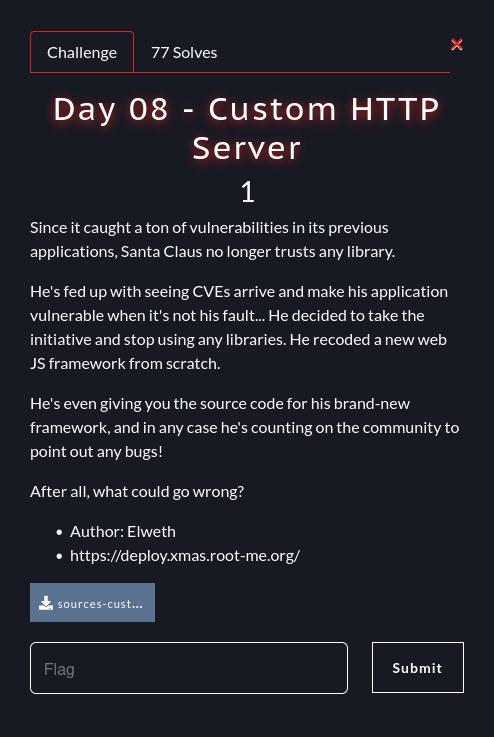 Challenge
77 Solves
Day 08 - Custom HTTP
Server
1
Since it caught a ton of vulnerabilities in its previous
applications, Santa Claus no longer trusts any library.
He's fed up with seeing CVEs arrive and make his application
vulnerable when it's not his fault... He decided to take the
initiative and stop using any libraries. He recoded a new web
JS framework from scratch.
He's even giving you the source code for his brand-new
framework, and in any case he's counting on the community to
point out any bugs!
After all, what could go wrong?
• Author: Elweth
• https://deploy.xmas.root-me.org/
sources-cust...
Flag
Submit